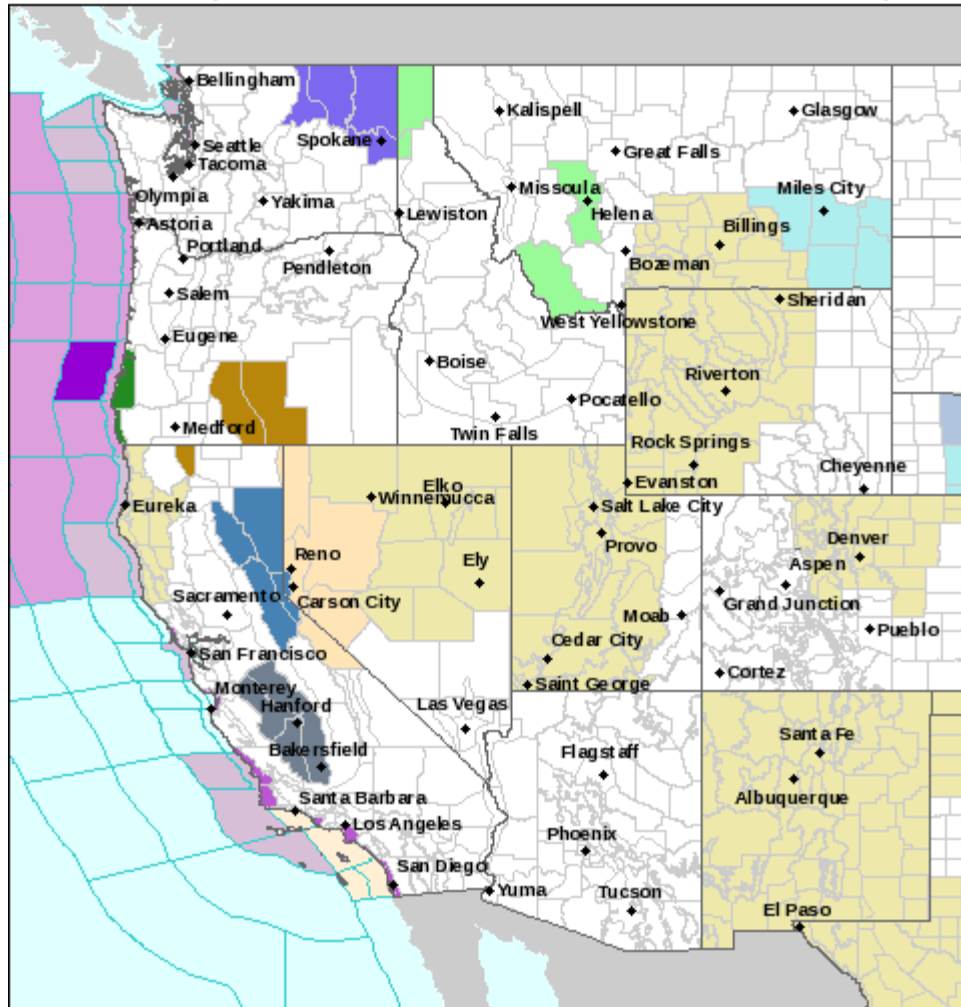 Bellingham
Kalispell
Glasgow
Seattle
Spokane
Great Falls
Tacoma
Missoula
Miles City
Olympia
Yakima
Lewiston
Helena
Astoria
Billings
Portland
Pendleton
Bozeman
Salem
Sheridan
West Yellowstone
Eugene
Boise
Riverton
Pocatello
Medford
Twin Falls
Rock Springs
Cheyenne
Elko
Evanston
Eureka
Winnemucca
Salt Lake City
Provo
Denver
Reno
Ely
Aspen
Sacramento
Carson City
Grand Junction
Moab
Pueblo
San Francisco
Cedar City
Cortez
Monterey
Saint George
Hanford
Las Vegas
Bakersfield
Flagstaff
Santa Fe
Albuquerque
Santa Barbara
Los Angeles
Phoenix
San Diego
Yuma
Tucson
El Paso